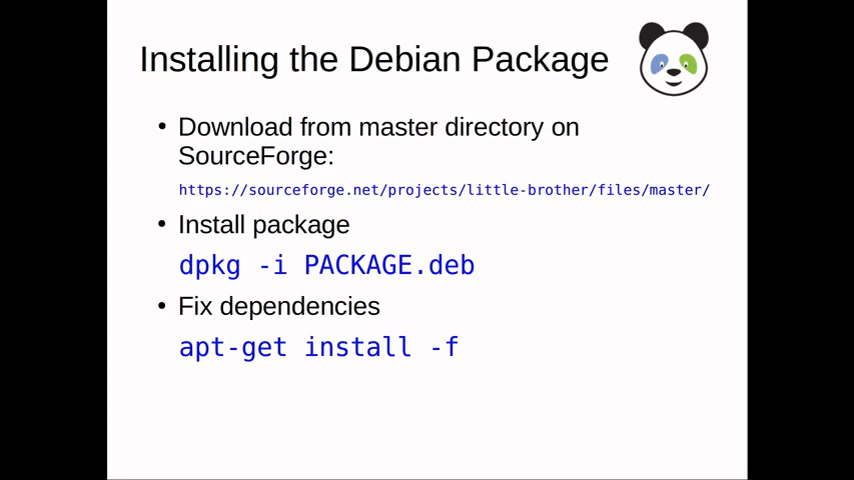 Installing the Debian Package
• Download from master directory on
SourceForge:
https://sourceforge.net/projects/little-brother/files/master/
• Install package
dpkg -i PACKAGE.deb
• Fix dependencies
apt-get install -f